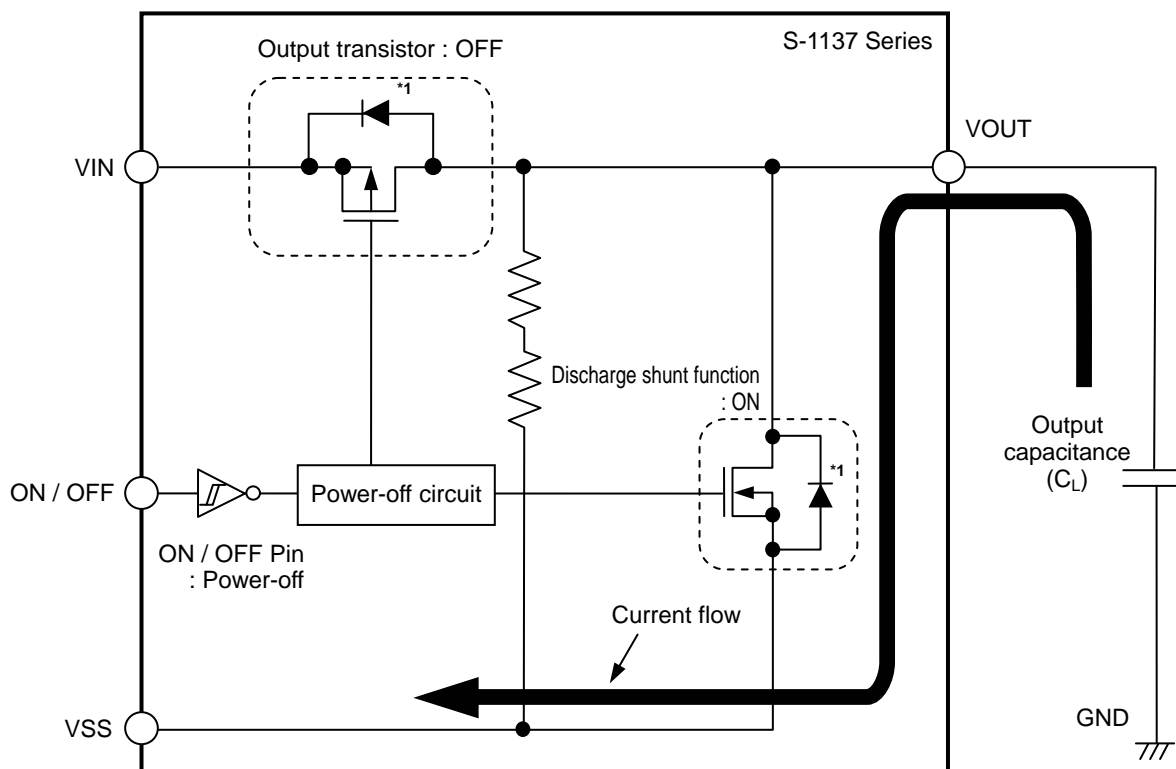 S-1137 Series
Output transistor : OFF
*1
VOUT
VIN
Discharge shunt function
: ON
*1
Output
capacitance
(CL)
ON / OFF
Power-off circuit
ON / OFF Pin
: Power-off
Current flow
GND
VSS